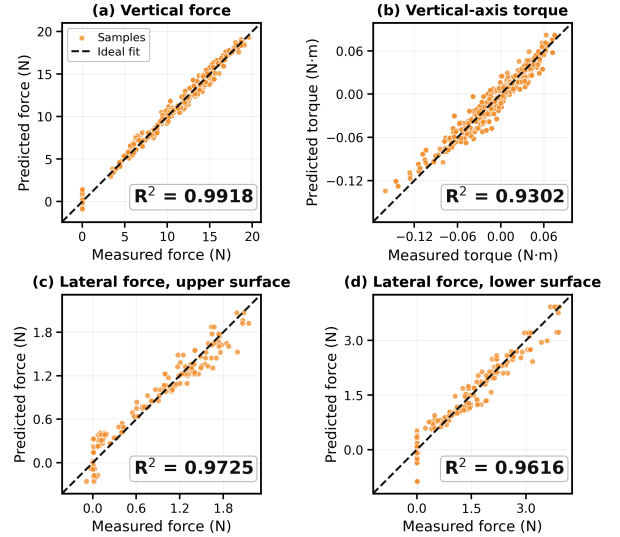 (a) Vertical force
20
15
10
5
0
Predicted force (N)
Samples
Ideal fit
R² = 0.9918
0 5 10 15 20
Measured force (N)
(b) Vertical-axis torque
0.06
0.00
−0.06
−0.12
Predicted torque (N·m)
R² = 0.9302
−0.12 −0.06 0.00 0.06
Measured torque (N·m)
(c) Lateral force, upper surface
1.8
1.2
0.6
0.0
Predicted force (N)
R² = 0.9725
0.0 0.6 1.2 1.8
Measured force (N)
(d) Lateral force, lower surface
3.0
1.5
0.0
Predicted force (N)
R² = 0.9616
0.0 1.5 3.0
Measured force (N)